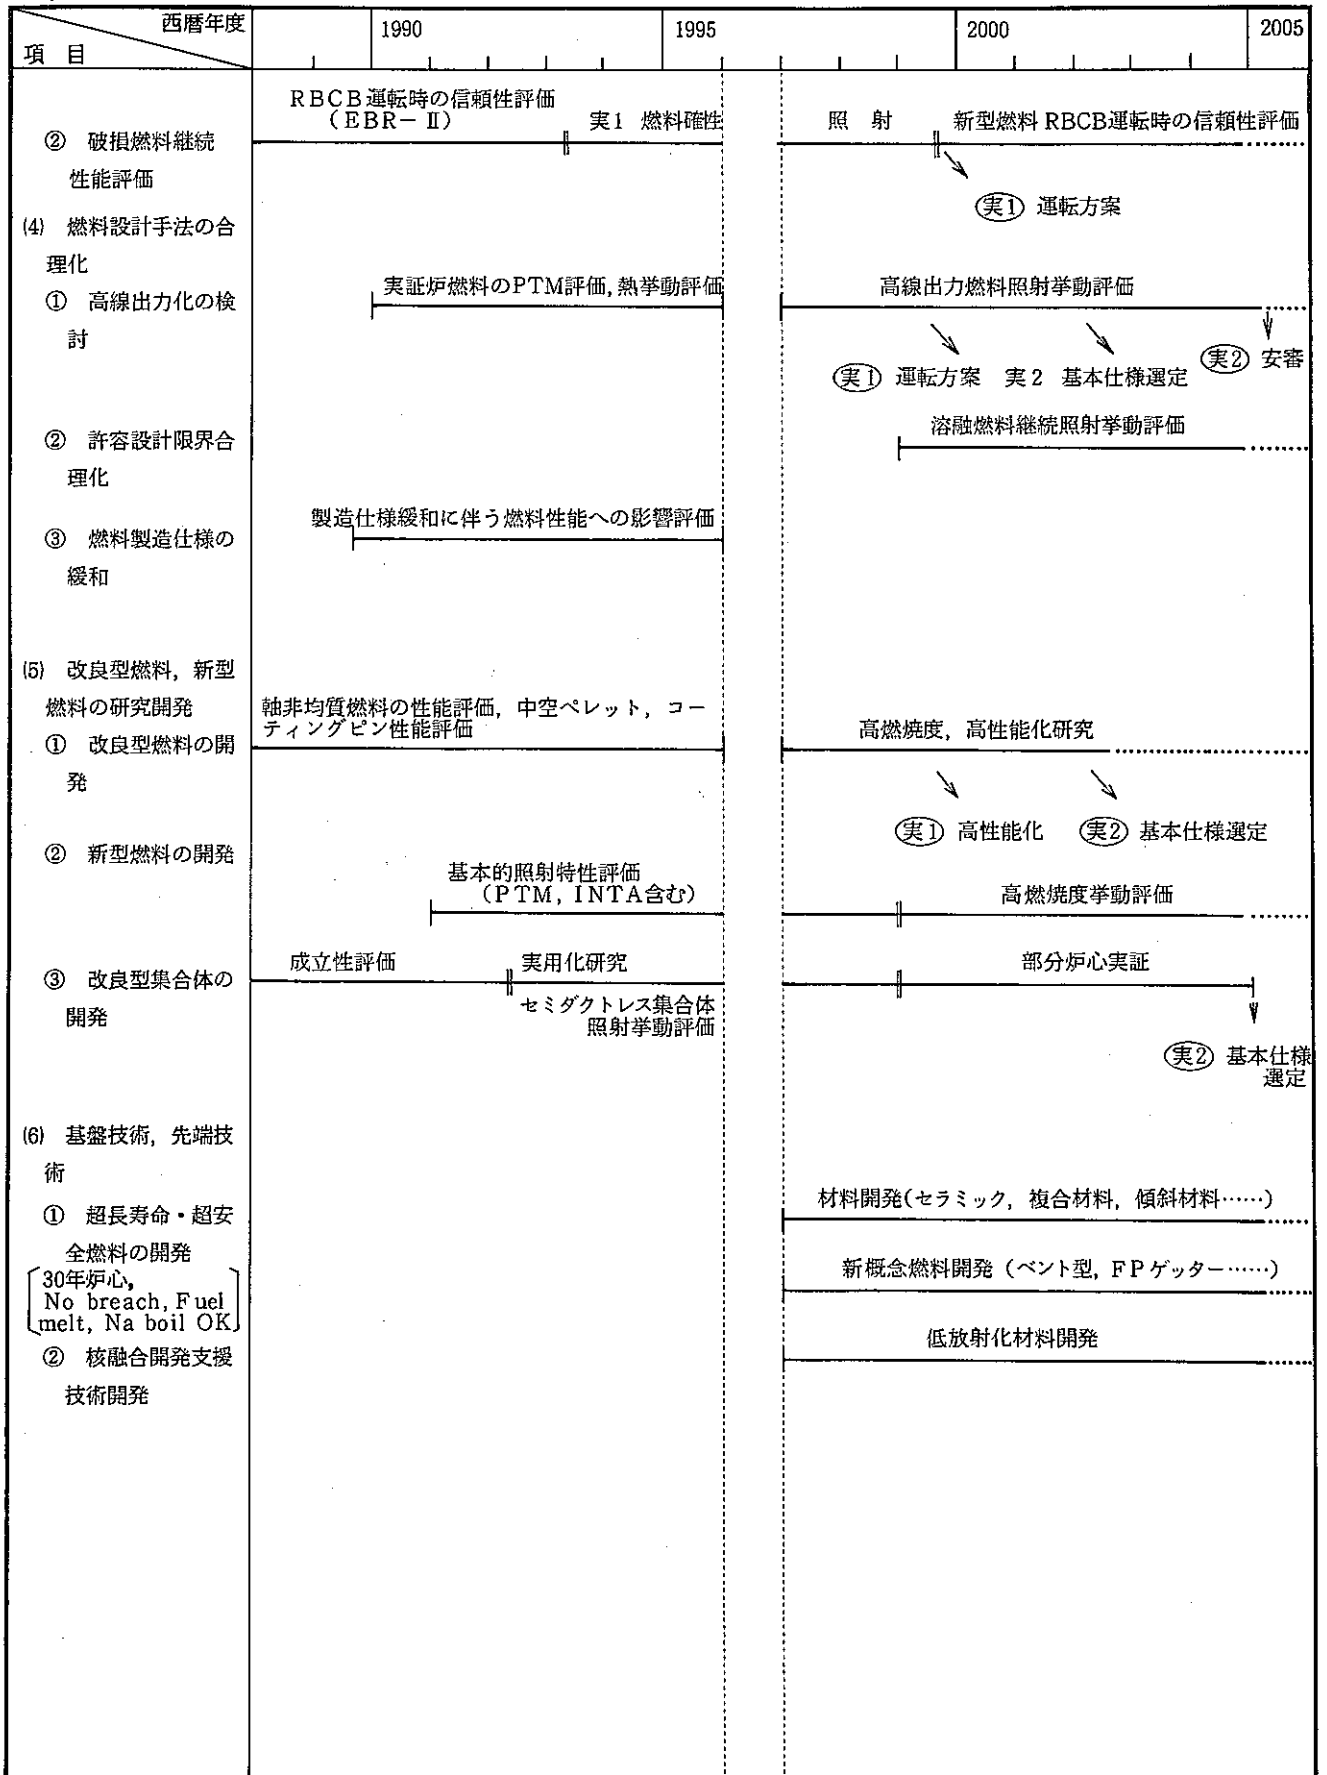 西暦年度
項 目
1990
1995
2000
2005
RBCB運転時の信頼性評価
(EBR-Ⅱ)
実1 燃料確性
照 射
新型燃料 RBCB運転時の信頼性評価
② 破損燃料継続
性能評価
実1 運転方案
(4) 燃料設計手法の合
理化
① 高線出力化の検
討
実証炉燃料のPTM評価, 熱挙動評価
高線出力燃料照射挙動評価
実1 運転方案
実2 基本仕様選定
実2 安審
② 許容設計限界合
理化
溶融燃料継続照射挙動評価
③ 燃料製造仕様の
緩和
製造仕様緩和に伴う燃料性能への影響評価
(5) 改良型燃料, 新型
燃料の研究開発
① 改良型燃料の開
発
軸非均質燃料の性能評価, 中空ペレット, コー
ティングピン性能評価
高燃焼度, 高性能化研究
実1 高性能化
実2 基本仕様選定
② 新型燃料の開発
基本的照射特性評価
(PTM, INTA含む)
高燃焼度挙動評価
③ 改良型集合体の
開発
成立性評価
実用化研究
セミダクトレス集合体
照射挙動評価
部分炉心実証
実2 基本仕様
選定
(6) 基盤技術, 先端技
術
① 超長寿命・超安
全燃料の開発
30年炉心,
No breach, Fuel
melt, Na boil OK
材料開発(セラミック, 複合材料, 傾斜材料……)
新概念燃料開発 (ベント型, FPゲッター……)
② 核融合開発支援
技術開発
低放射化材料開発